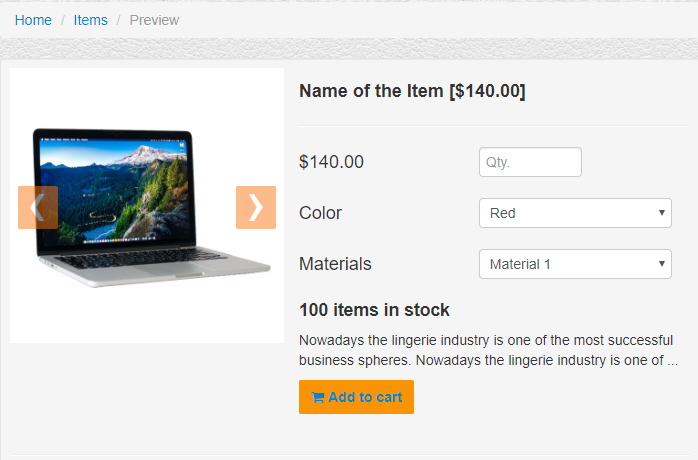 Home / Items / Preview
Name of the Item [$140.00]
$140.00
Qty.
Color
Red
Materials
Material 1
100 items in stock
Nowadays the lingerie industry is one of the most successful
business spheres. Nowadays the lingerie industry is one of ...
Add to cart